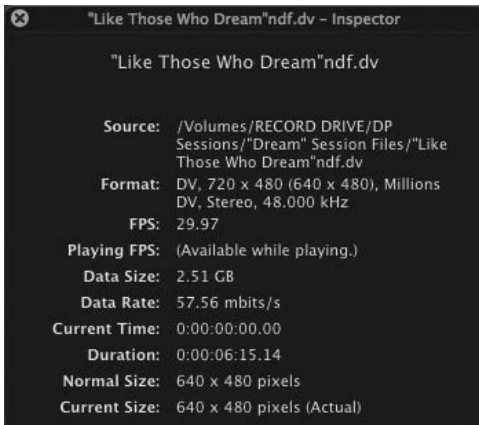 "Like Those Who Dream"ndf.dv – Inspector
"Like Those Who Dream"ndf.dv
Source: /Volumes/RECORD DRIVE/DP
Sessions/"Dream" Session Files/"Like
Those Who Dream"ndf.dv
Format: DV, 720 x 480 (640 x 480), Millions
DV, Stereo, 48.000 kHz
FPS: 29.97
Playing FPS: (Available while playing.)
Data Size: 2.51 GB
Data Rate: 57.56 mbits/s
Current Time: 0:00:00:00.00
Duration: 0:00:06:15.14
Normal Size: 640 x 480 pixels
Current Size: 640 x 480 pixels (Actual)